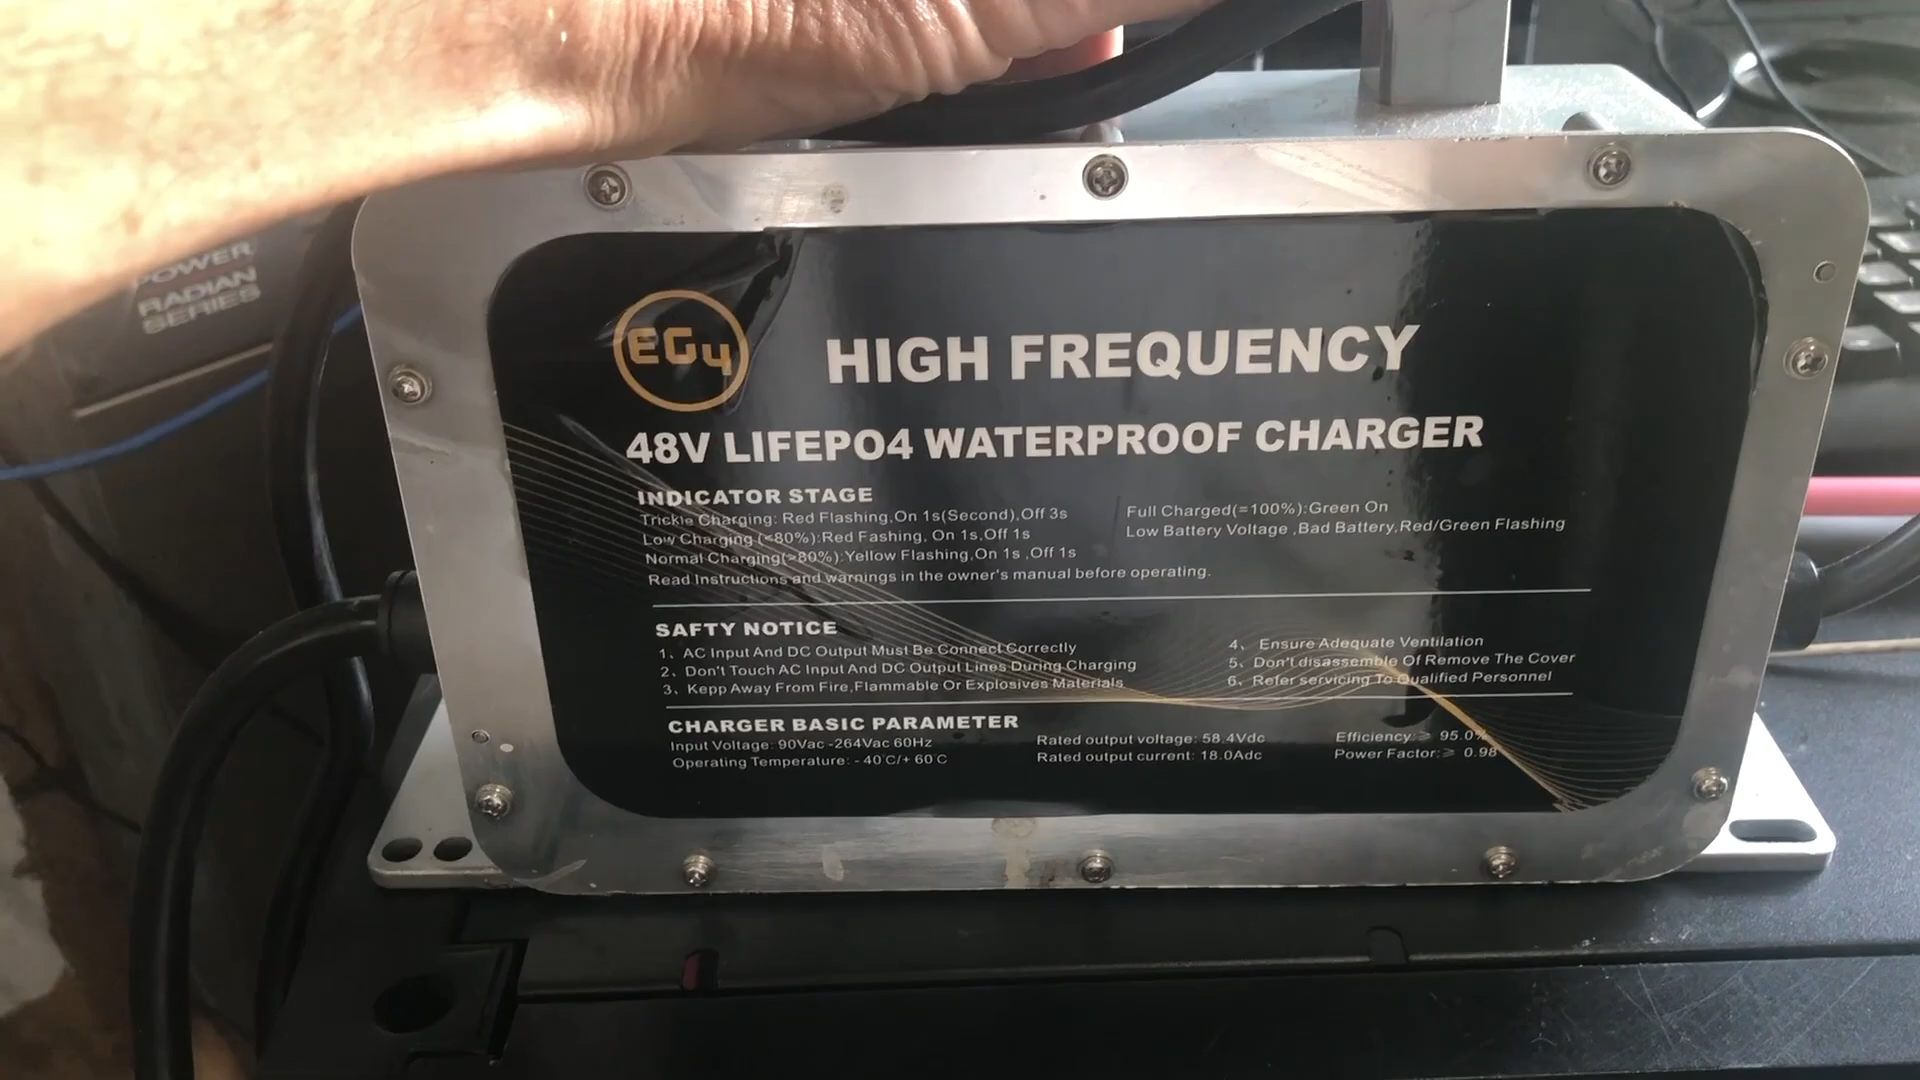 POWER
RADIAN
SERIES
EG4
HIGH FREQUENCY
48V LIFEPO4 WATERPROOF CHARGER
INDICATOR STAGE
Trickle Charging: Red Flashing,On 1s(Second),Off 3s
Low Charging (<80%):Red Fashing, On 1s,Off 1s
Normal Charging(>80%):Yellow Flashing,On 1s ,Off 1s
Full Charged(=100%):Green On
Low Battery Voltage ,Bad Battery,Red/Green Flashing
Read Instructions and warnings in the owner's manual before operating.
SAFTY NOTICE
1、AC Input And DC Output Must Be Connect Correctly
2、Don't Touch AC Input And DC Output Lines During Charging
3、Kepp Away From Fire,Flammable Or Explosives Materials
4、Ensure Adequate Ventilation
5、Don't disassemble Of Remove The Cover
6、Refer servicing To Qualified Personnel
CHARGER BASIC PARAMETER
Input Voltage: 90Vac -264Vac 60Hz
Operating Temperature: - 40℃/+ 60℃
Rated output voltage: 58.4Vdc
Rated output current: 18.0Adc
Efficiency:≥ 95.0%
Power Factor:≥ 0.98